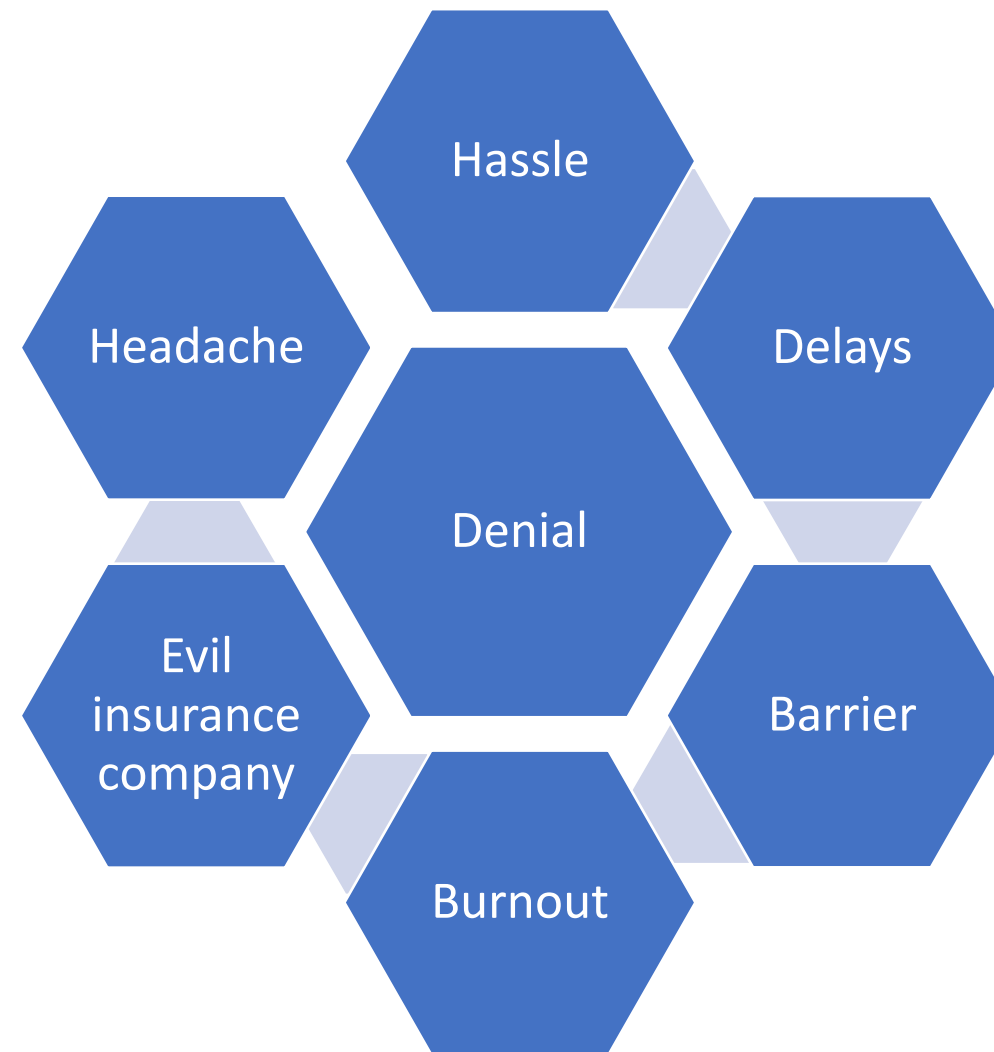 Hassle
Headache
Delays
Denial
Evil
insurance
company
Barrier
Burnout